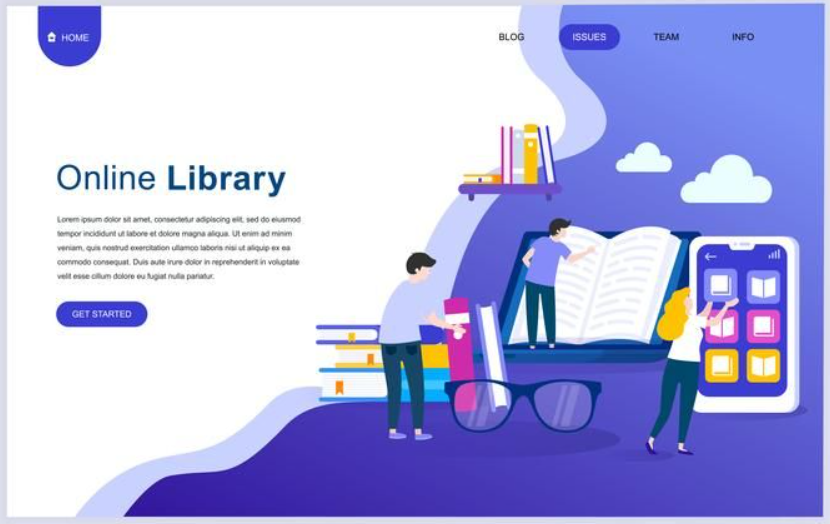 HOME
BLOG
ISSUES
TEAM
INFO
Online Library
Lorem ipsum dolor sit amet, consectetur adipiscing elit, sed do eiusmod
tempor incididunt ut labore et dolore magna aliqua. Ut enim ad minim
veniam, quis nostrud exercitation ullamco laboris nisi ut aliquip ex ea
commodo consequat. Duis aute irure dolor in reprehenderit in voluptate
velit esse cillum dolore eu fugiat nulla pariatur.
GET STARTED